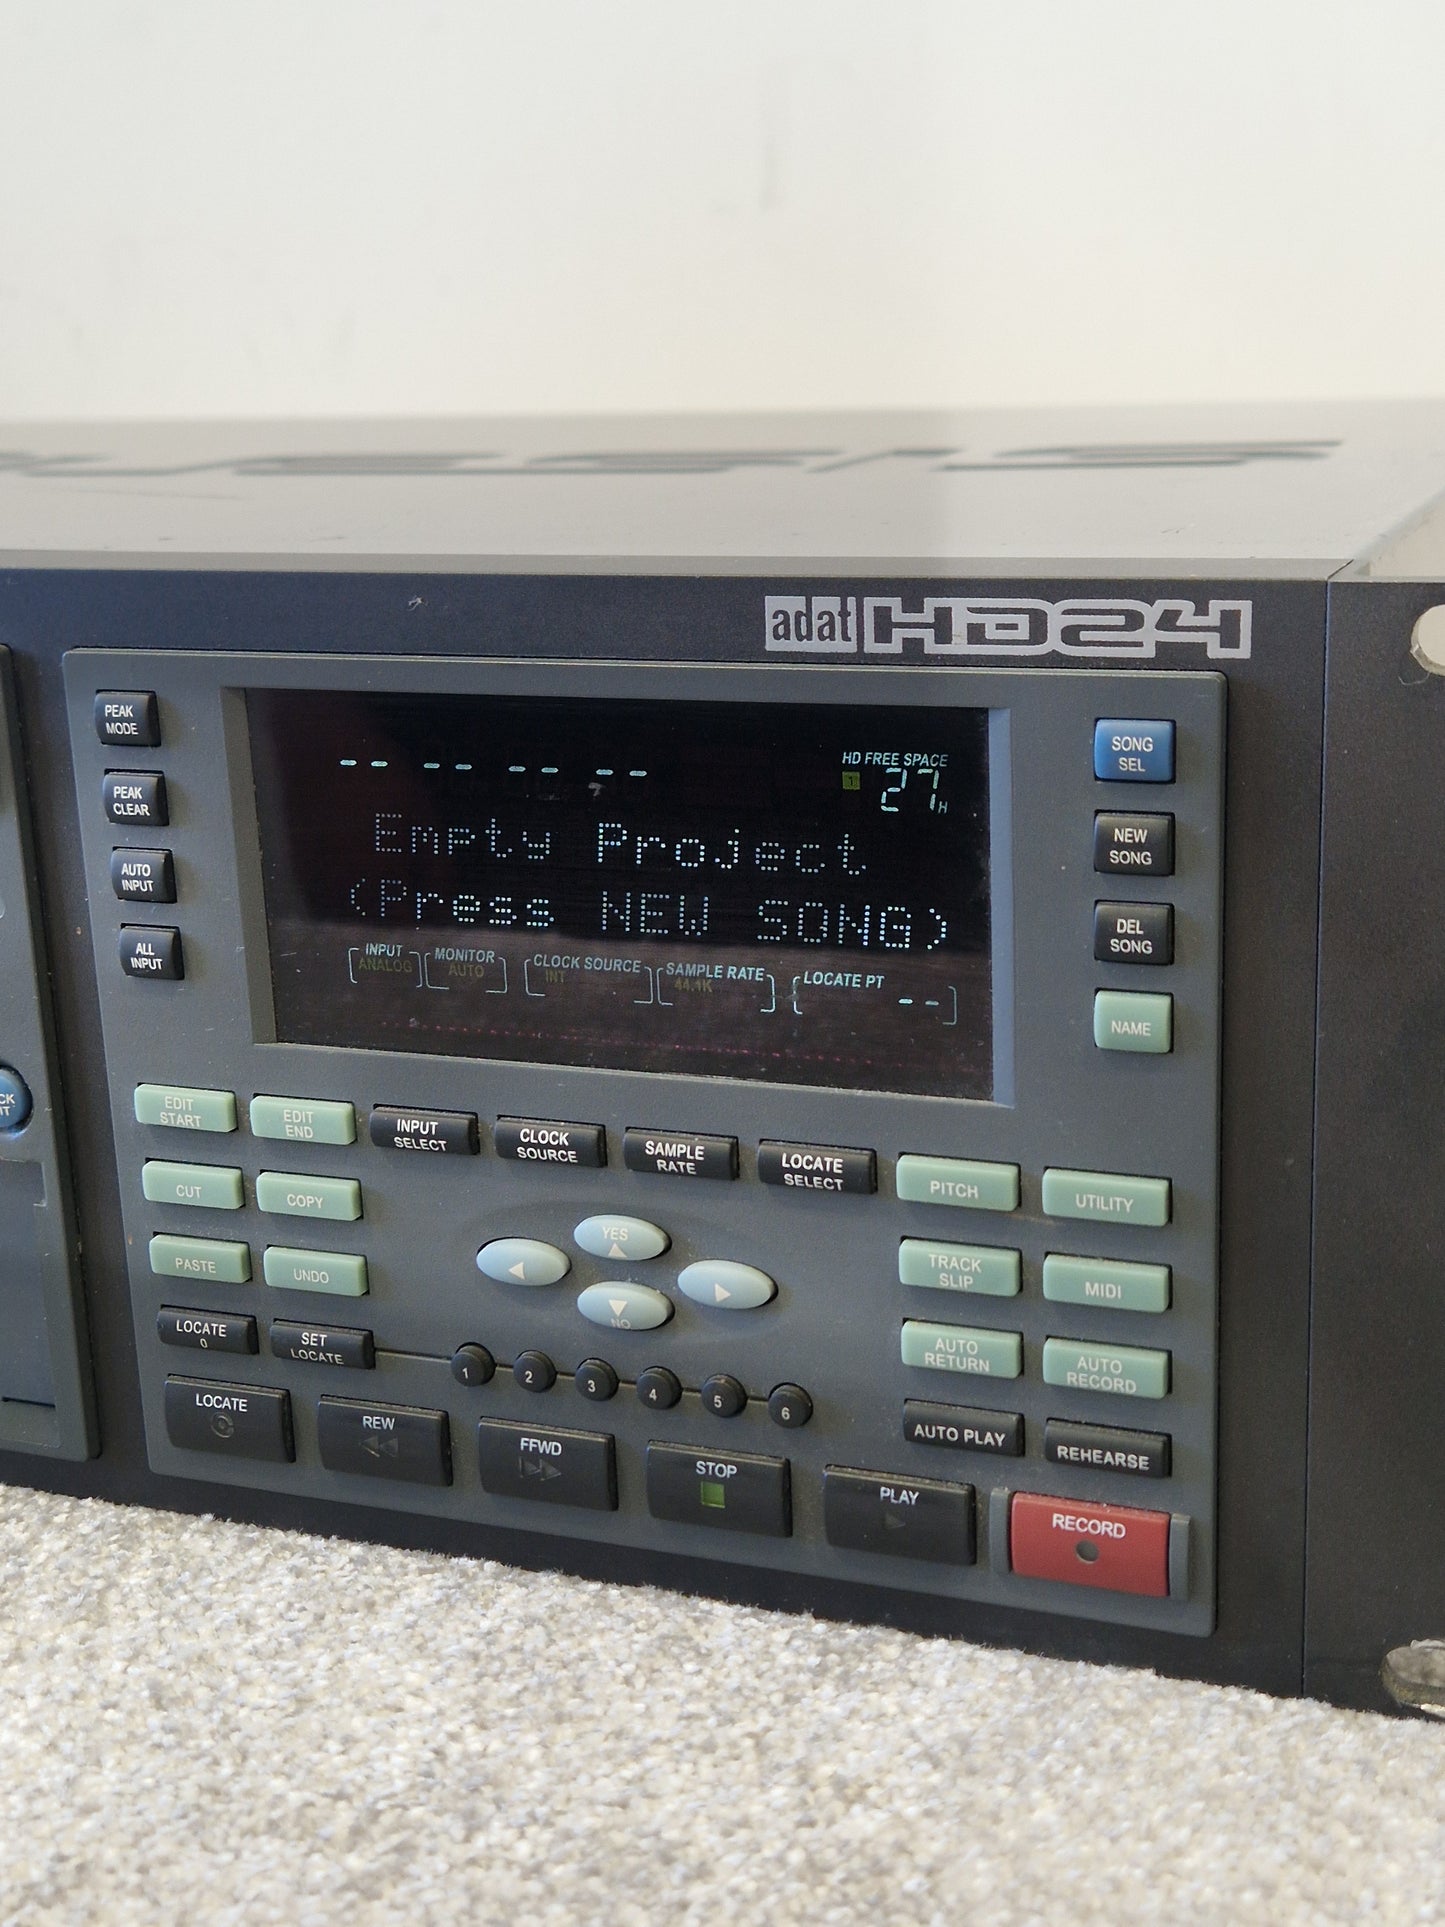 adat HD24
PEAK
MODE
PEAK
CLEAR
AUTO
INPUT
ALL
INPUT
-- -- -- --
HD FREE SPACE
1
27H
Empty Project
(Press NEW SONG)
INPUT
ANALOG
MONITOR
AUTO
CLOCK SOURCE
INT
SAMPLE RATE
44.1K
LOCATE PT
--
SONG
SEL
NEW
SONG
DEL
SONG
NAME
EDIT
START
EDIT
END
INPUT
SELECT
CLOCK
SOURCE
SAMPLE
RATE
LOCATE
SELECT
PITCH
UTILITY
CUT
COPY
YES
NO
TRACK
SLIP
MIDI
PASTE
UNDO
AUTO
RETURN
AUTO
RECORD
LOCATE
0
SET
LOCATE
1
2
3
4
5
6
AUTO PLAY
REHEARSE
LOCATE
REW
FFWD
STOP
PLAY
RECORD